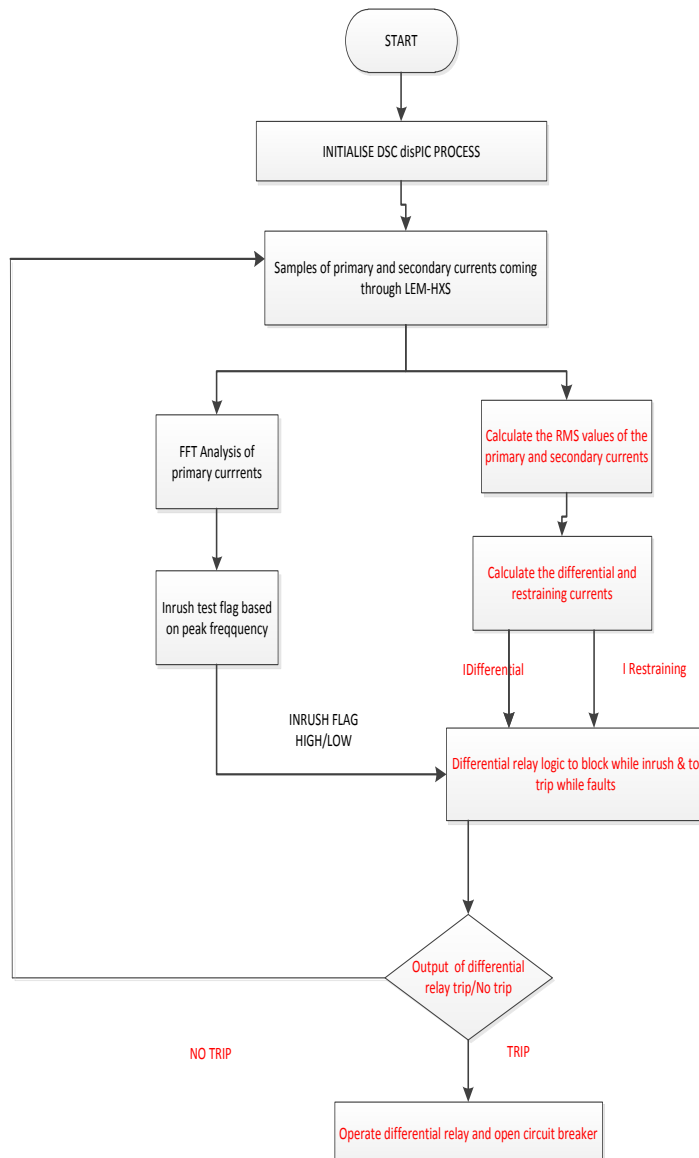 START
INITIALISE DSC disPIC PROCESS
Samples of primary and secondary currents coming
through LEM-HXS
FFT Analysis of
primary currrents
Calculate the RMS values of the
primary and secondary currents
Inrush test flag based
on peak freqquency
Calculate the differential and
restraining currents
IDifferential
I Restraining
INRUSH FLAG
HIGH/LOW
Differential relay logic to block while inrush & to
trip while faults
Output of differential
relay trip/No trip
NO TRIP
TRIP
Operate differential relay and open circuit breaker